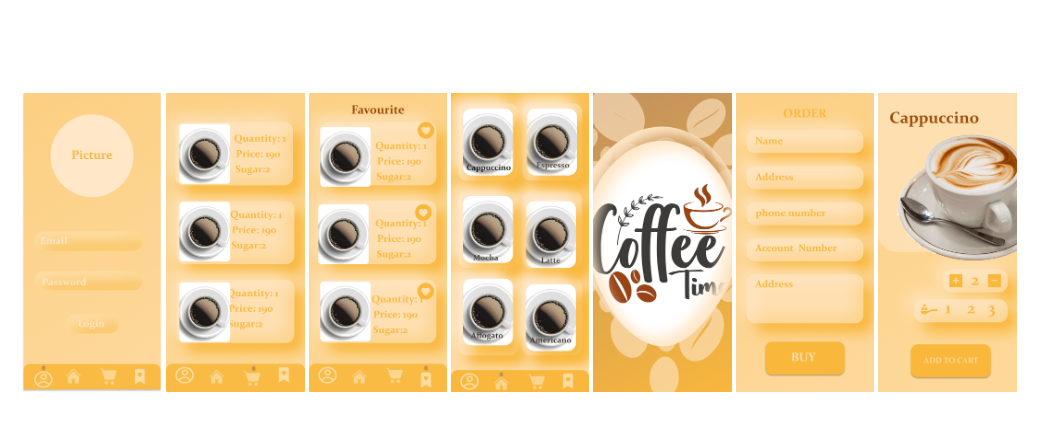 Picture
Email
Password
Login
Quantity: 1
Price: 190
Sugar:2
Quantity: 1
Price: 190
Sugar:2
Quantity: 1
Price: 190
Sugar:2
Favourite
Quantity: 1
Price: 190
Sugar:2
Quantity: 1
Price: 190
Sugar:2
Quantity: 1
Price: 190
Sugar:2
Cappuccino
Espresso
Mocha
Latte
Affogato
Americano
Coffee
Time
ORDER
Name
Address
phone number
Account Number
Address
BUY
Cappuccino
+ 2 −
1 2 3
ADD TO CART